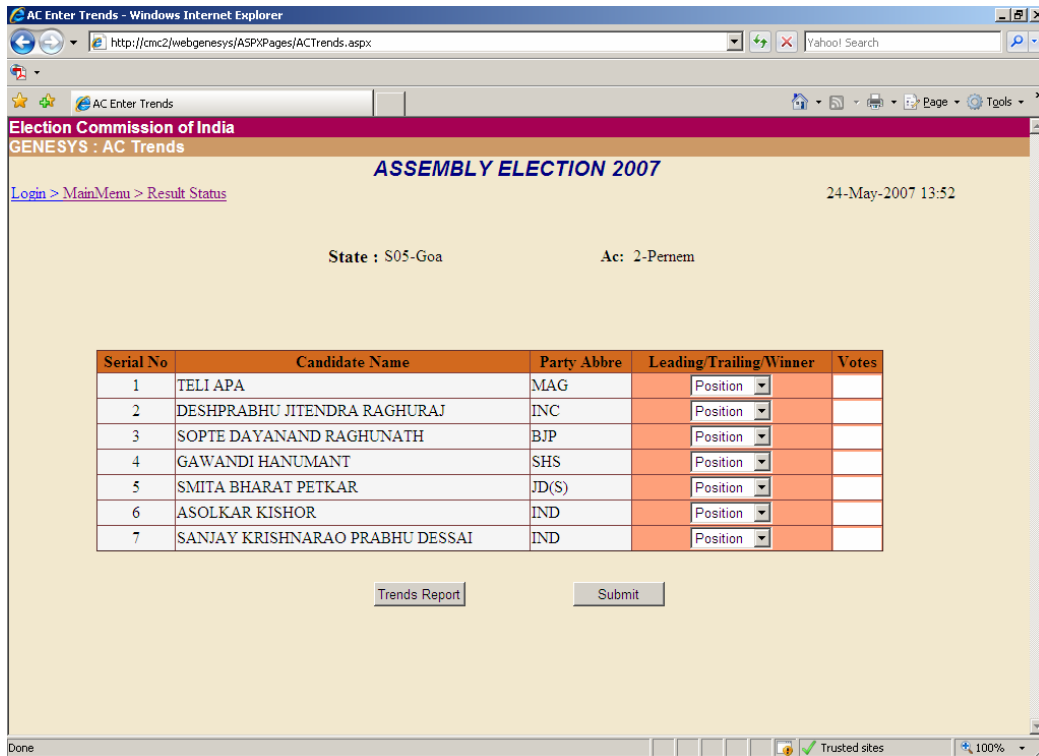 AC Enter Trends - Windows Internet Explorer
http://cmc2/webgenesys/ASPXPages/ACTrends.aspx Yahoo! Search
AC Enter Trends Page Tools
Election Commission of India
GENESYS : AC Trends
ASSEMBLY ELECTION 2007
Login > MainMenu > Result Status 24-May-2007 13:52
State : S05-Goa Ac: 2-Pernem
Serial No Candidate Name Party Abbre Leading/Trailing/Winner Votes
1 TELI APA MAG Position
2 DESHPRABHU JITENDRA RAGHURAJ INC Position
3 SOPTE DAYANAND RAGHUNATH BJP Position
4 GAWANDI HANUMANT SHS Position
5 SMITA BHARAT PETKAR JD(S) Position
6 ASOLKAR KISHOR IND Position
7 SANJAY KRISHNARAO PRABHU DESSAI IND Position
Trends Report Submit
Done Trusted sites 100%